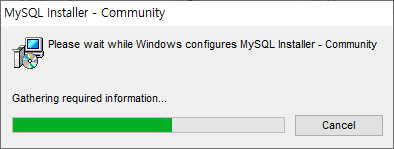 MySQL Installer - Community
Please wait while Windows configures MySQL Installer - Community
Gathering required information...
Cancel